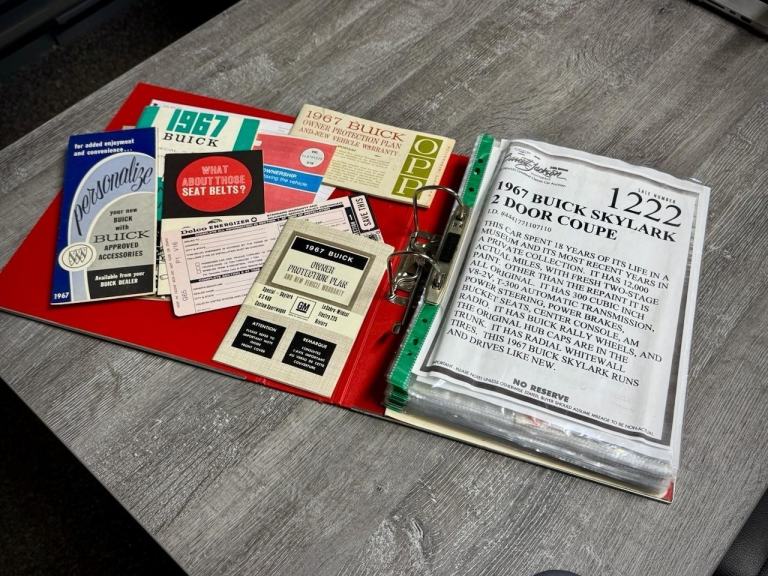 for added enjoyment
and convenience...
personalize
your new
BUICK
with
BUICK
APPROVED
ACCESSORIES
Available from your
BUICK DEALER
1967
1967
BUICK
WHAT
ABOUT THOSE
SEAT BELTS?
OWNERSHIP
1967 BUICK
OWNER PROTECTION PLAN
AND NEW VEHICLE WARRANTY
OPP
Delco ENERGIZER
SAVE THIS
1967 BUICK
OWNER
PROTECTION PLAN
AND NEW VEHICLE WARRANTY
GM
ATTENTION
REMARQUE
SALE NUMBER
1222
1967 BUICK SKYLARK
2 DOOR COUPE
I.D. #444171Z107110
THIS CAR SPENT 18 YEARS OF ITS LIFE IN A
MUSEUM AND ITS MOST RECENT YEARS IN
A PRIVATE COLLECTION. IT HAS 12,000
ACTUAL MILES, WITH FRESH TWO-STAGE
PAINT. OTHER THAN THE REPAINT IT IS
ALL ORIGINAL. IT HAS 300 CUBIC INCH
V8-2V, T-300 AUTOMATIC TRANSMISSION,
POWER STEERING, POWER BRAKES,
BUCKET SEATS, CENTER CONSOLE, AM
RADIO. IT HAS BUICK RALLY WHEELS, AND
THE ORIGINAL HUB CAPS ARE IN THE
TRUNK. IT HAS RADIAL WHITEWALL
TIRES. THIS 1967 BUICK SKYLARK RUNS
AND DRIVES LIKE NEW.
NO RESERVE